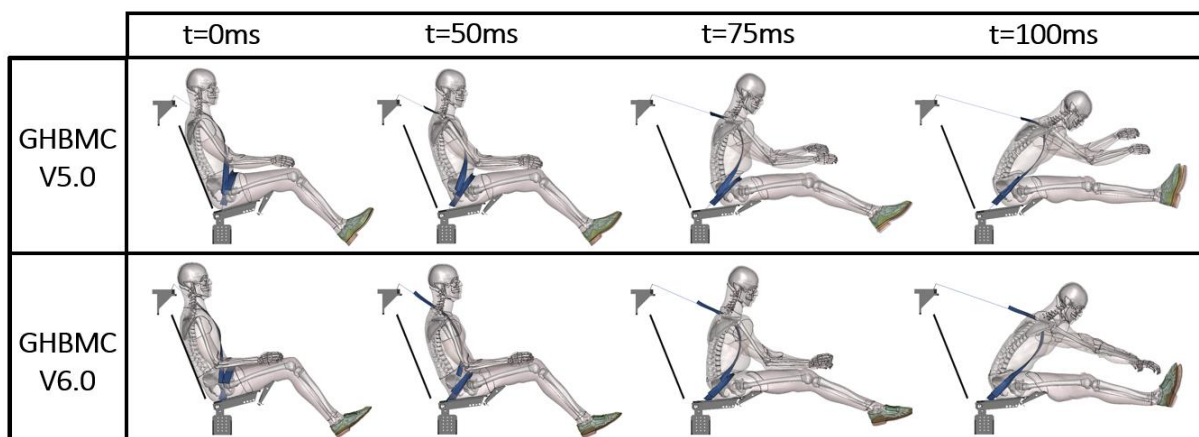 t=0ms
t=50ms
t=75ms
t=100ms
GHBMC
V5.0
GHBMC
V6.0